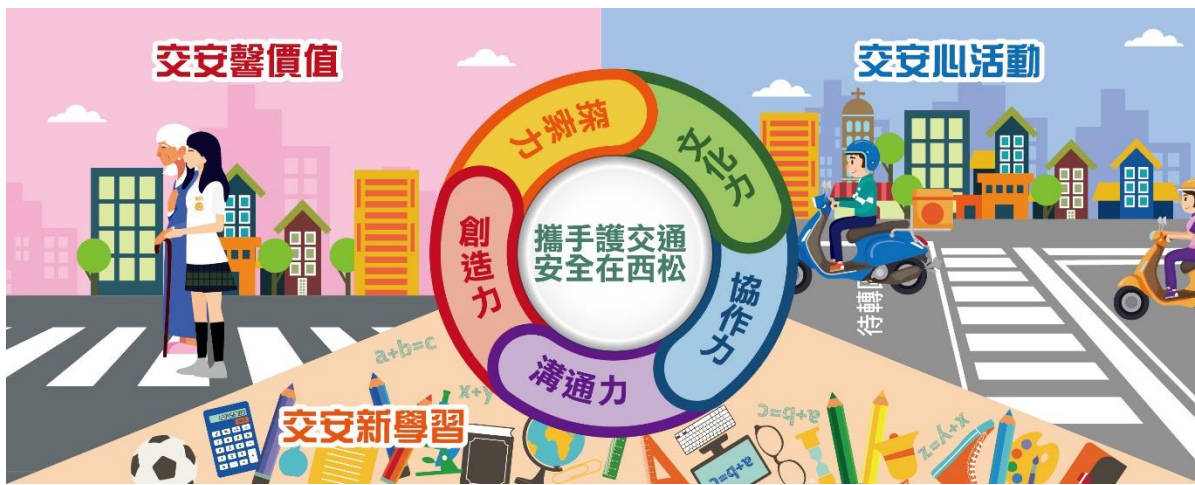 交安馨價值
交安心活動
探索力
文化力
創造力
攜手護交通
安全在西松
協作力
溝通力
待轉
交安新學習
a+b=c
x+y
a+b=c
a+b=c
x+y=z